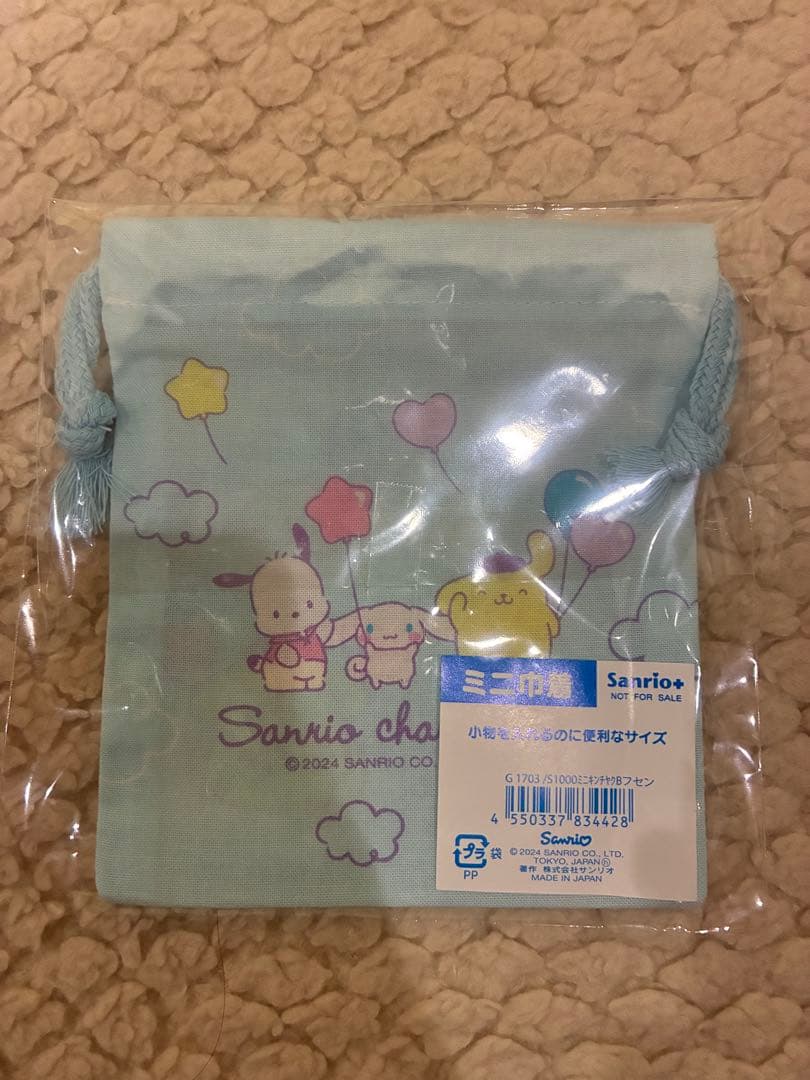 Sanrio cha
© 2024 SANRIO CO.
ミニ巾着
Sanrio+
NOT FOR SALE
小物を入れるのに便利なサイズ
G 1703 /S1000ミニキンチャクBフセン
4 550337 834428
Sanrio
プラ 袋
PP
© 2024 SANRIO CO., LTD.
TOKYO, JAPAN Ⓗ
著作 株式会社サンリオ
MADE IN JAPAN